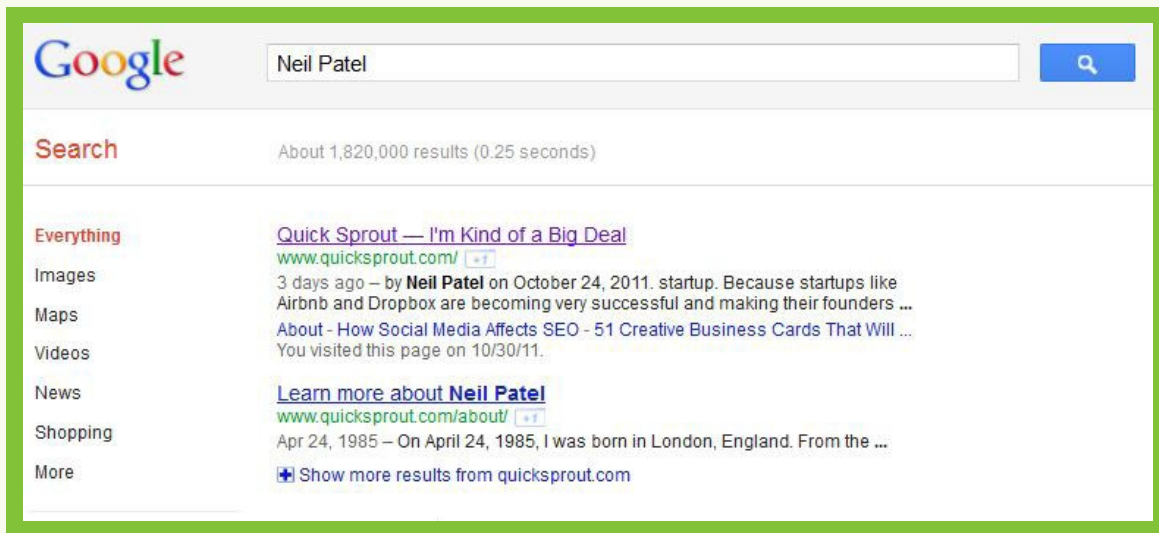 Google
Neil Patel
Search
About 1,820,000 results (0.25 seconds)
Everything
Images
Maps
Videos
News
Shopping
More
Quick Sprout — I'm Kind of a Big Deal
www.quicksprout.com/ +1
3 days ago – by Neil Patel on October 24, 2011. startup. Because startups like
Airbnb and Dropbox are becoming very successful and making their founders ...
About - How Social Media Affects SEO - 51 Creative Business Cards That Will ...
You visited this page on 10/30/11.
Learn more about Neil Patel
www.quicksprout.com/about/ +1
Apr 24, 1985 – On April 24, 1985, I was born in London, England. From the ...
Show more results from quicksprout.com